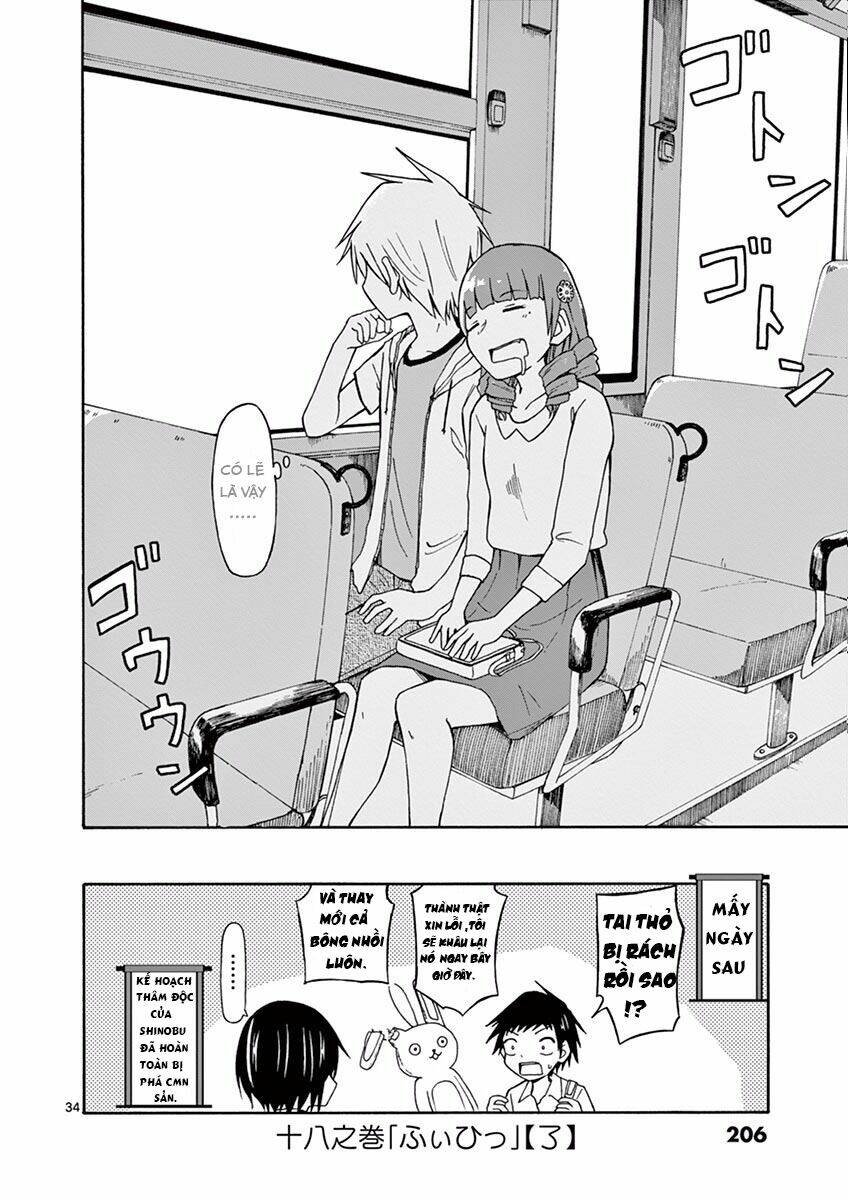 ゴトトン
ゴトン
CÓ LẼ
LÀ VẬY
.....
ゴウウウン
MẤY
NGÀY
SAU
TAI THỎ
BỊ RÁCH
RỒI SAO
!?
THÀNH THẬT
XIN LỖI ,TÔI
SẼ KHÂU LẠI
NÓ NGAY BÂY
GIỜ ĐÂY.
VÀ THAY
MỚI CẢ
BÔNG NHỒI
LUÔN.
......
KẾ HOẠCH
THÂM ĐỘC
CỦA
SHINOBU
ĐÃ HOÀN
TOÀN BỊ
PHÁ CMN
SẢN.
34
十八之巻「ふぃひっ」【了】
206